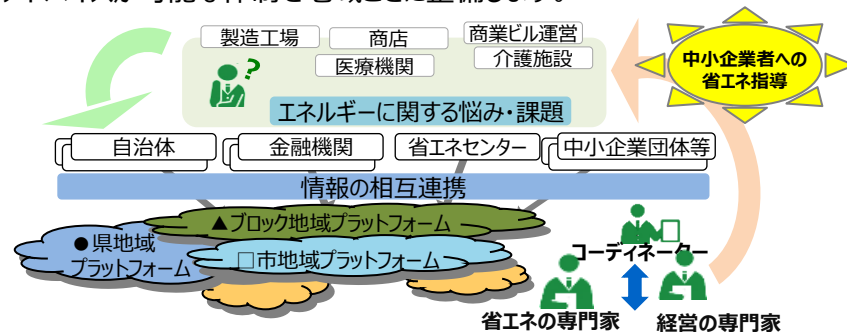 製造工場
商店
商業ビル運営
医療機関
介護施設
?
エネルギーに関する悩み・課題
中小企業者への
省エネ指導
自治体
金融機関
省エネセンター
中小企業団体等
情報の相互連携
▲ブロック地域プラットフォーム
●県地域
プラットフォーム
□市地域プラットフォーム
コーディネーター
省エネの専門家
経営の専門家